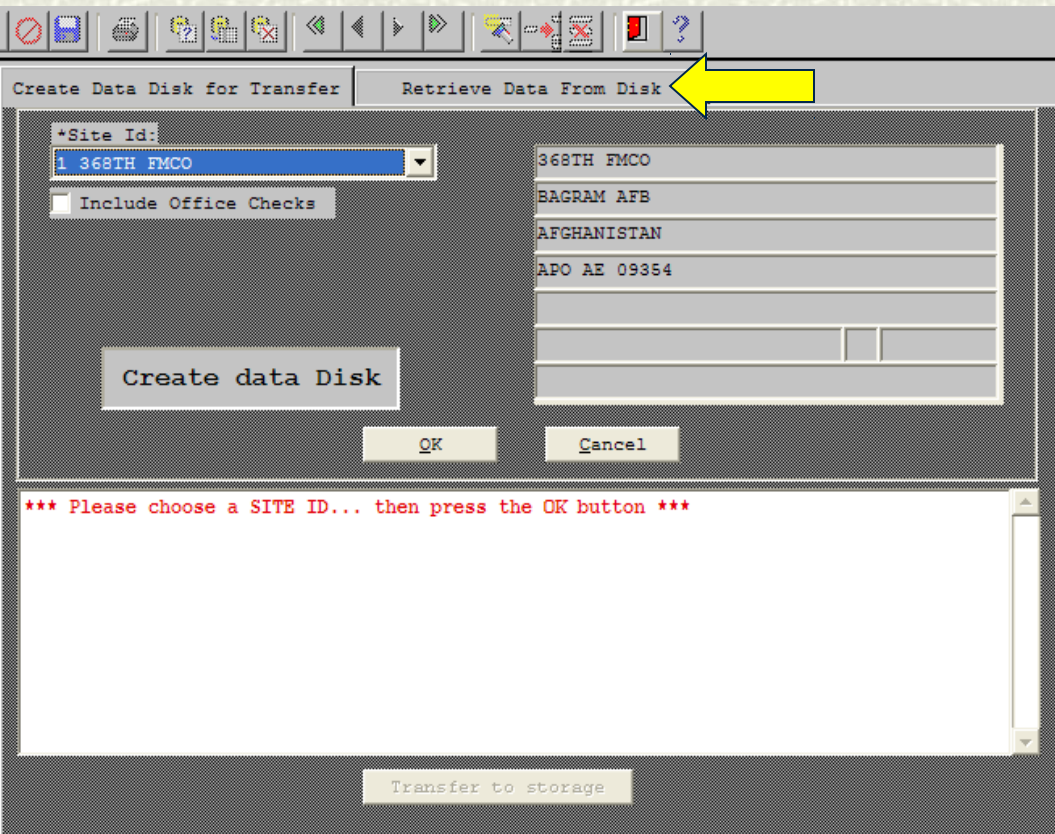 Create Data Disk for Transfer
Retrieve Data From Disk
*Site Id:
1 368TH FMCO
Include Office Checks
368TH FMCO
BAGRAM AFB
AFGHANISTAN
APO AE 09354
Create data Disk
OK
Cancel
*** Please choose a SITE ID... then press the OK button ***
Transfer to storage